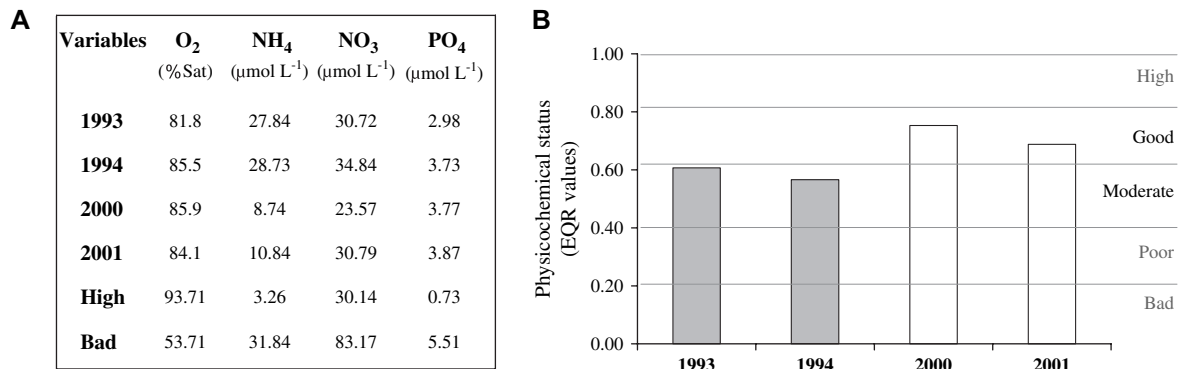 A
Variables O2 NH4 NO3 PO4
(%Sat) (µmol L-1) (µmol L-1) (µmol L-1)
1993 81.8 27.84 30.72 2.98
1994 85.5 28.73 34.84 3.73
2000 85.9 8.74 23.57 3.77
2001 84.1 10.84 30.79 3.87
High 93.71 3.26 30.14 0.73
Bad 53.71 31.84 83.17 5.51
B
Physicochemical status
(EQR values)
1.00
0.80
0.60
0.40
0.20
0.00
High
Good
Moderate
Poor
Bad
1993 1994 2000 2001